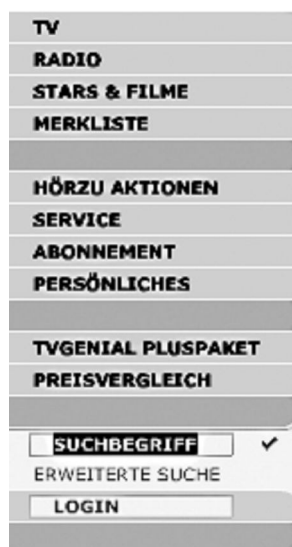 TV
RADIO
STARS & FILME
MERKLISTE
HÖRZU AKTIONEN
SERVICE
ABONNEMENT
PERSÖNLICHES
TVGENIAL PLUSPAKET
PREISVERGLEICH
SUCHBEGRIFF
ERWEITERTE SUCHE
LOGIN